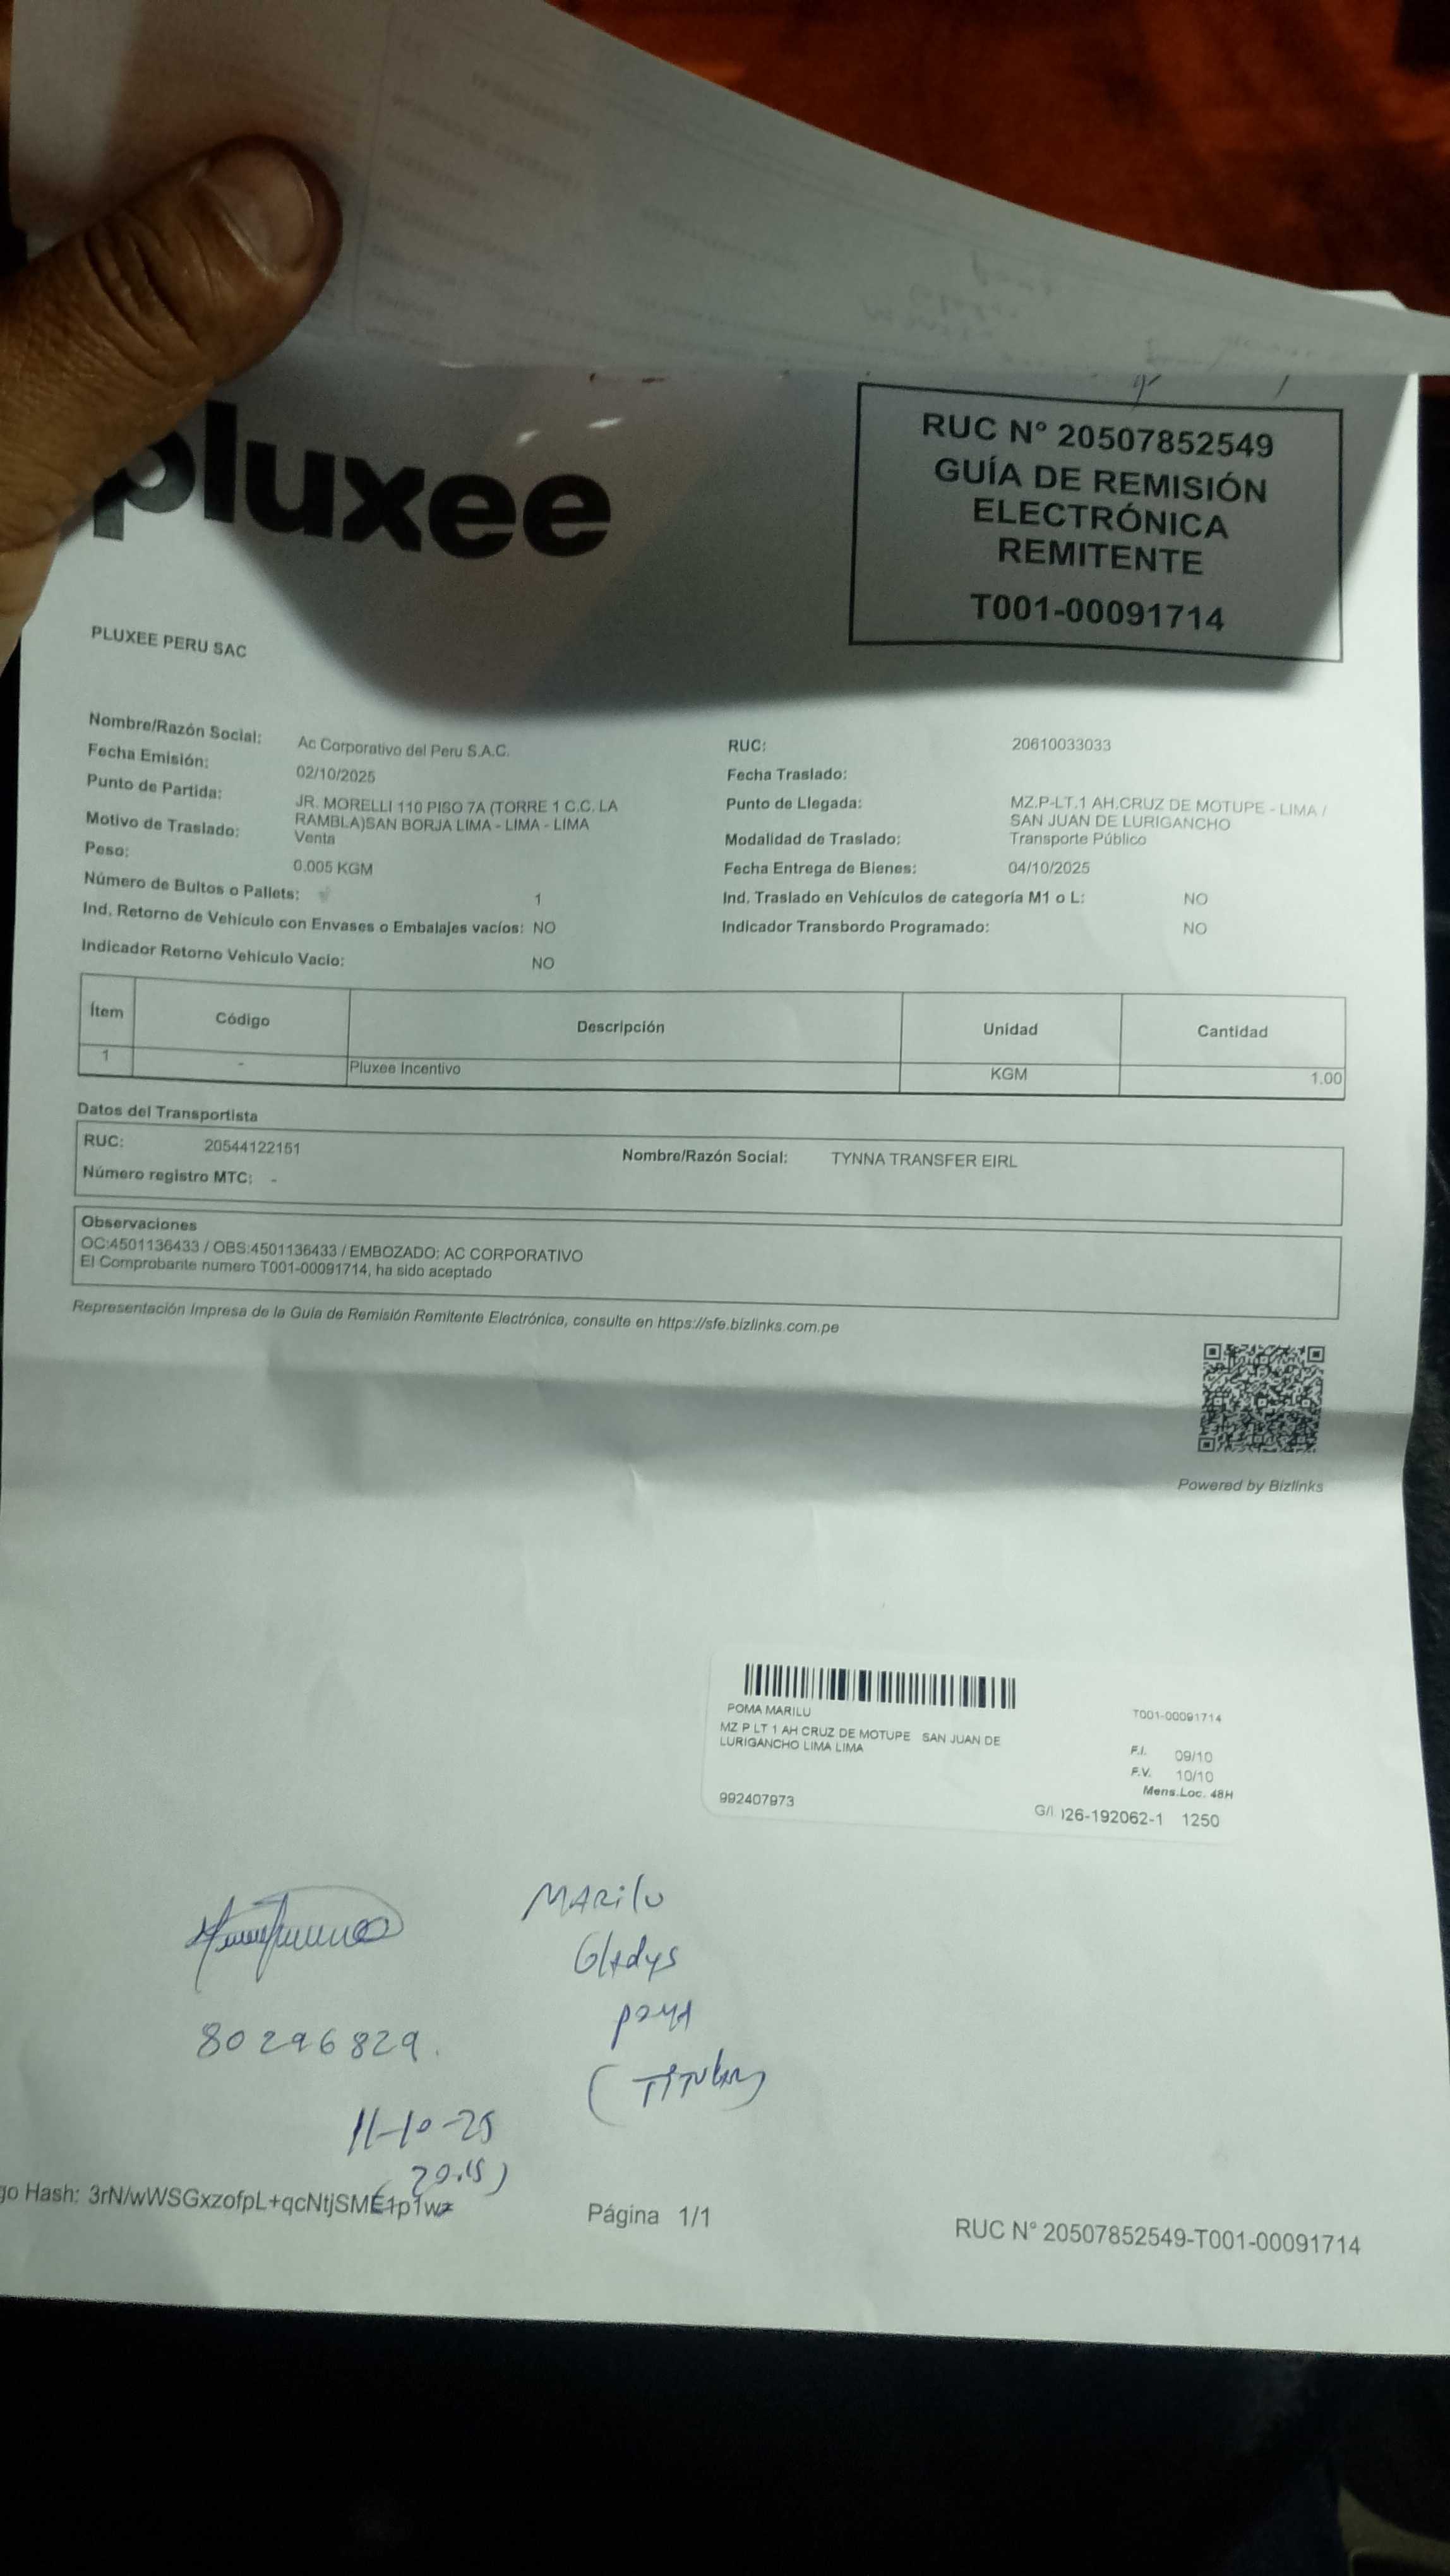 pluxee
RUC N° 20507852549
GUÍA DE REMISIÓN
ELECTRÓNICA
REMITENTE
T001-00091714
PLUXEE PERU SAC
Nombre/Razón Social: Ac Corporativo del Peru S.A.C.
Fecha Emisión: 02/10/2025
Punto de Partida: JR. MORELLI 110 PISO 7A (TORRE 1 C.C. LA
RAMBLA)SAN BORJA LIMA - LIMA - LIMA
Motivo de Traslado: Venta
Peso: 0.005 KGM
Número de Bultos o Pallets: 1
Ind. Retorno de Vehículo con Envases o Embalajes vacíos: NO
Indicador Retorno Vehículo Vacio: NO
RUC: 20610033033
Fecha Traslado:
Punto de Llegada: MZ.P-LT.1 AH.CRUZ DE MOTUPE - LIMA /
SAN JUAN DE LURIGANCHO
Modalidad de Traslado: Transporte Público
Fecha Entrega de Bienes: 04/10/2025
Ind. Traslado en Vehículos de categoría M1 o L: NO
Indicador Transbordo Programado: NO
Ítem Código Descripción Unidad Cantidad
1 - Pluxee Incentivo KGM 1.00
Datos del Transportista
RUC: 20544122151 Nombre/Razón Social: TYNNA TRANSFER EIRL
Número registro MTC: -
Observaciones
OC:4501136433 / OBS:4501136433 / EMBOZADO: AC CORPORATIVO
El Comprobante numero T001-00091714, ha sido aceptado
Representación Impresa de la Guía de Remisión Remitente Electrónica, consulte en https://sfe.bizlinks.com.pe
Powered by Bizlinks
POMA MARILU T001-00091714
MZ P LT 1 AH CRUZ DE MOTUPE SAN JUAN DE
LURIGANCHO LIMA LIMA
F.I. 09/10
F.V. 10/10
Mens.Loc. 48H
992407973
G/I 026-192062-1 1250
MARilu
Gladys
poma
(Titular)
80296829.
11-10-25
(20:15)
go Hash: 3rN/wWSGxzofpL+qcNtjSME1p1w=
Página 1/1
RUC N° 20507852549-T001-00091714